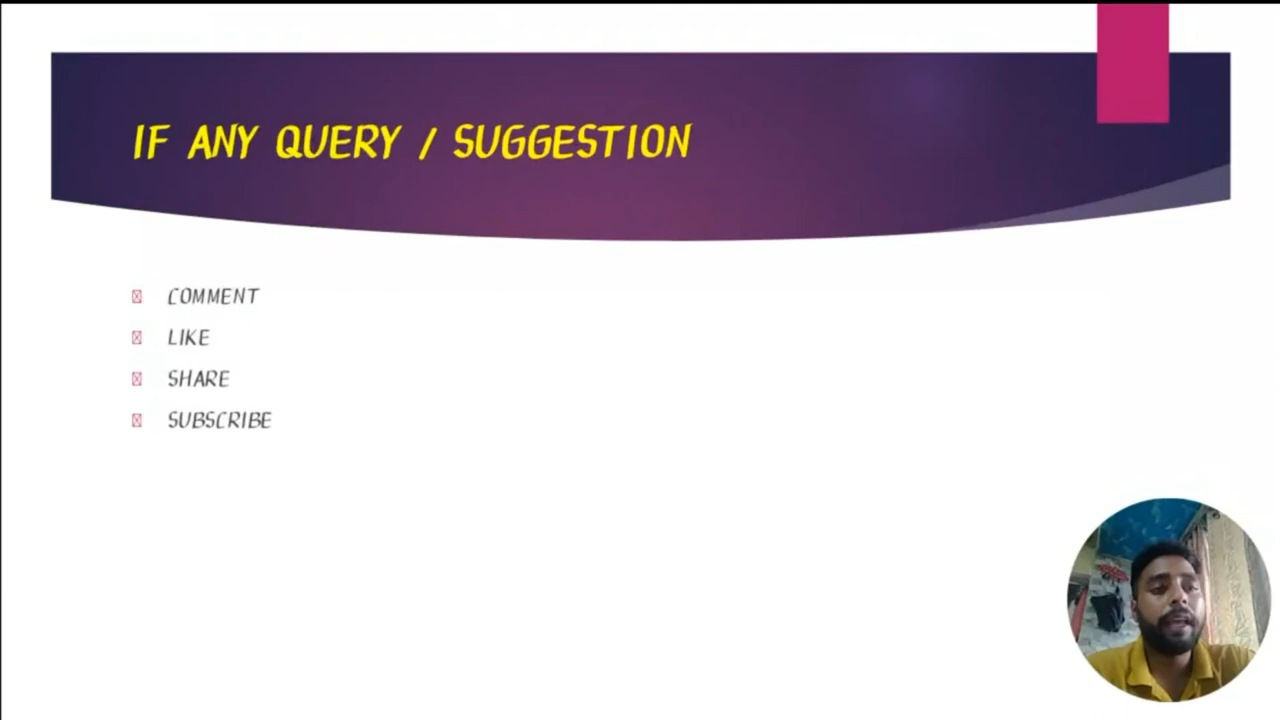 IF ANY QUERY / SUGGESTION
COMMENT
LIKE
SHARE
SUBSCRIBE